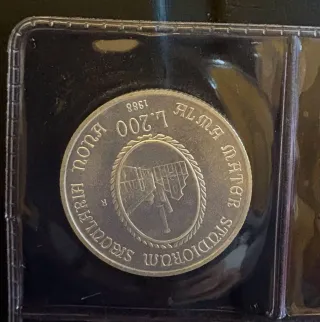 ALMA MATER STUDIORUM SAECULARIA NONA
L.200
1988
R